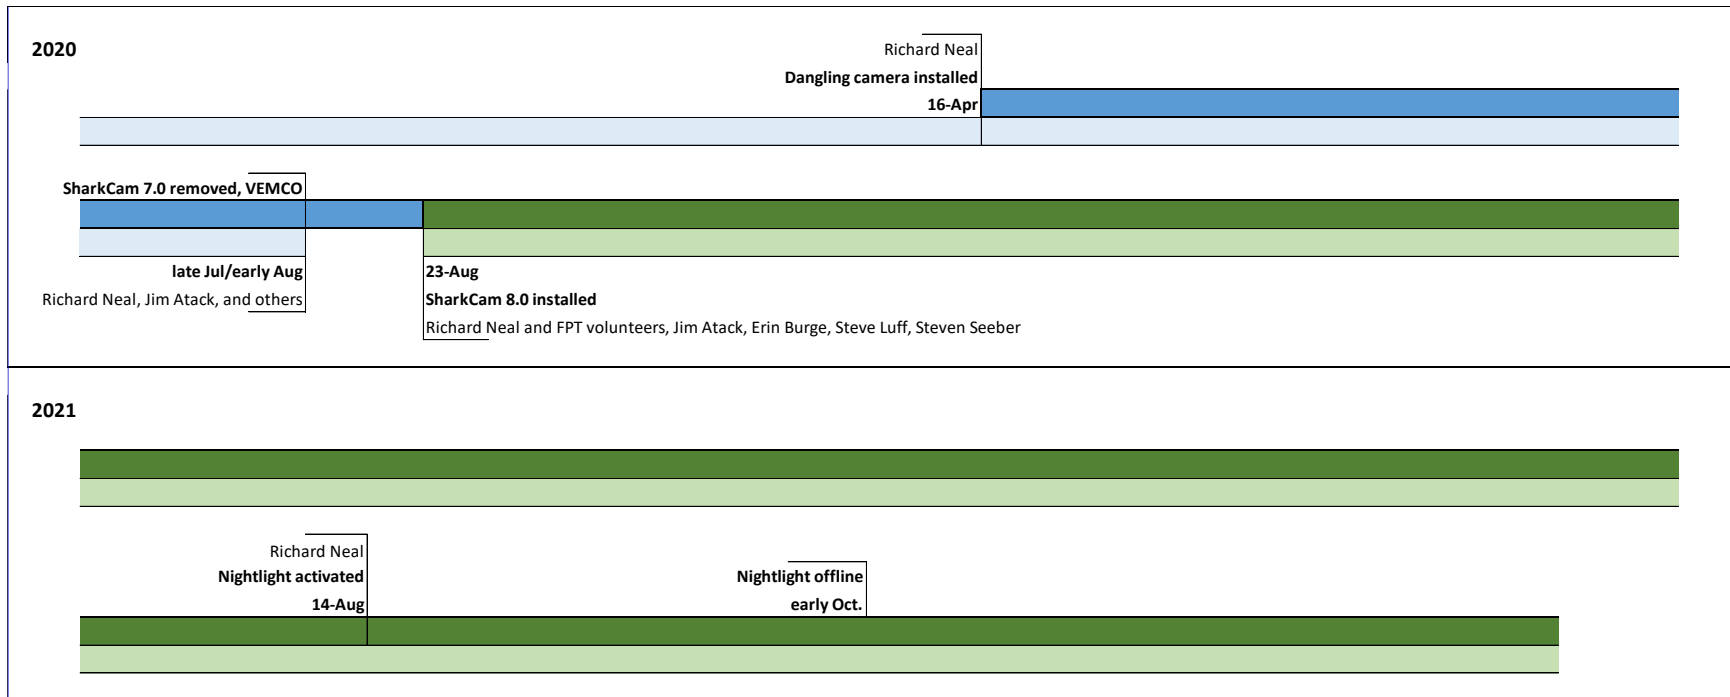 2020
Richard Neal
Dangling camera installed
16-Apr
SharkCam 7.0 removed, VEMCO
late Jul/early Aug
Richard Neal, Jim Atack, and others
23-Aug
SharkCam 8.0 installed
Richard Neal and FPT volunteers, Jim Atack, Erin Burge, Steve Luff, Steven Seeber
2021
Richard Neal
Nightlight activated
14-Aug
Nightlight offline
early Oct.